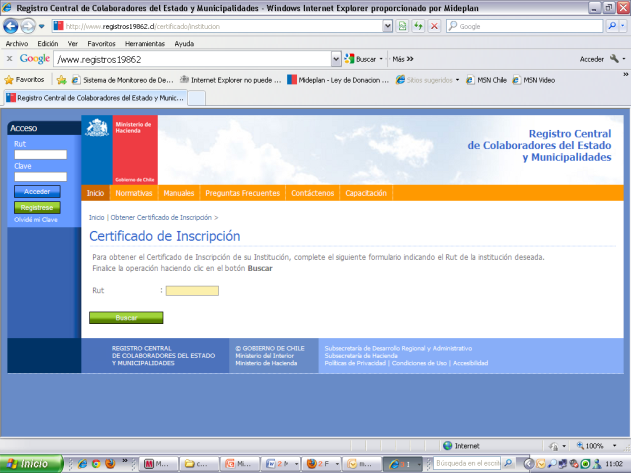 Registro Central de Colaboradores del Estado y Municipalidades - Windows Internet Explorer proporcionado por Mideplan
http://www.registros19862.cl/certificado/institucion
Google
Archivo Edición Ver Favoritos Herramientas Ayuda
x Google /www.registros19862 Buscar Más >> Acceder
Favoritos Sistema de Monitoreo de De... Internet Explorer no puede ... Mideplan - Ley de Donacion ... Sitios sugeridos MSN Chile MSN Video
Registro Central de Colaboradores del Estado y Munic...
Acceso
Rut
Clave
Acceder
Regístrese
Olvidé mi Clave
Ministerio de
Hacienda
Gobierno de Chile
Registro Central
de Colaboradores del Estado
y Municipalidades
Inicio Normativas Manuales Preguntas Frecuentes Contáctenos Capacitación
Inicio | Obtener Certificado de Inscripción >
Certificado de Inscripción
Para obtener el Certificado de Inscripción de su Institución, complete el siguiente formulario indicando el Rut de la institución deseada.
Finalice la operación haciendo clic en el botón Buscar
Rut :
Buscar
REGISTRO CENTRAL
DE COLABORADORES DEL ESTADO
Y MUNICIPALIDADES
© GOBIERNO DE CHILE
Ministerio del Interior
Ministerio de Hacienda
Subsecretaría de Desarrollo Regional y Administrativo
Subsecretaría de Hacienda
Políticas de Privacidad | Condiciones de Uso | Accesibilidad
Internet 100%
Inicio M... c... Mi... 2 F m... Búsqueda en el escrit 11:02